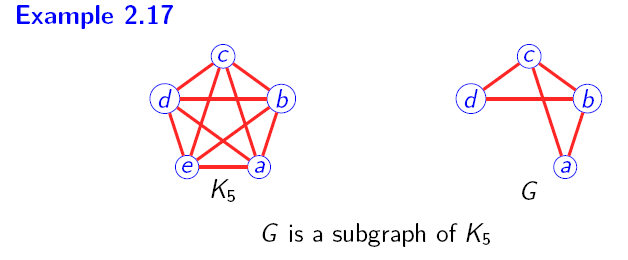 Example 2.17
c c
d b d b
e a a
K₅ G
G is a subgraph of K₅